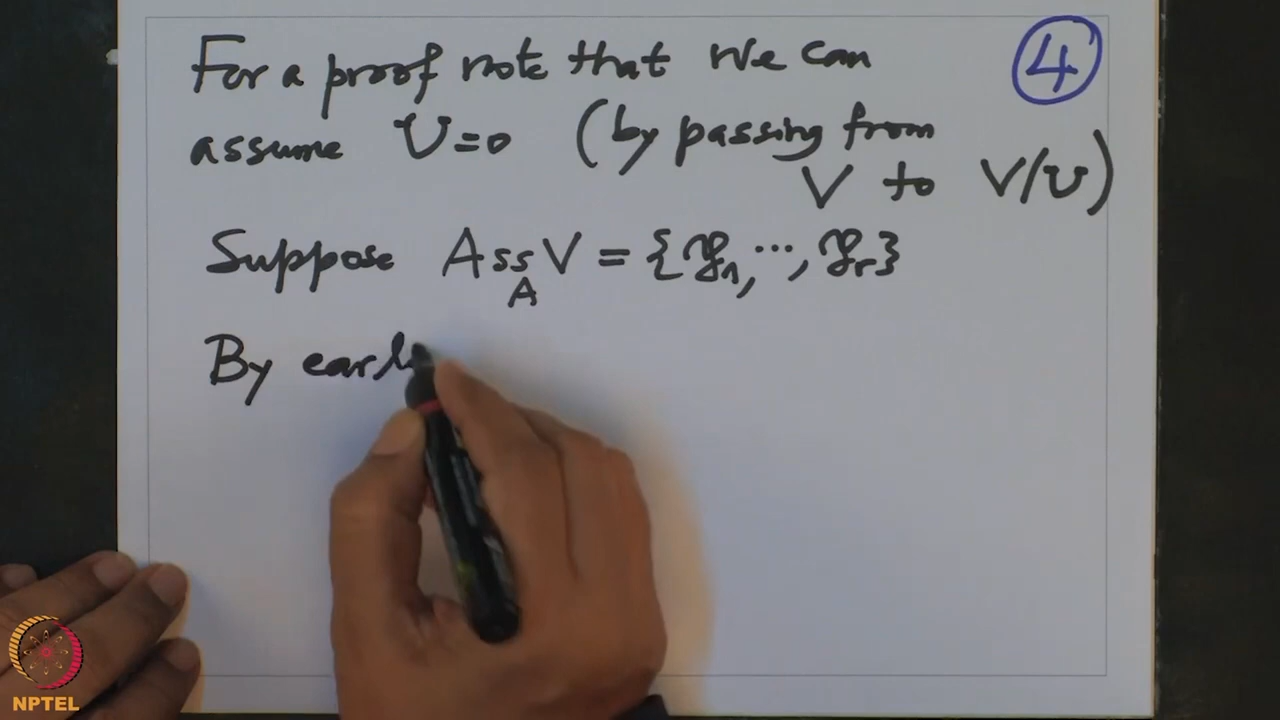 For a proof note that we can
④
assume U=0 (by passing from
V to V/U)
Suppose Ass_A V = {𝔭₁, ⋯, 𝔭ᵣ}
By earl
NPTEL